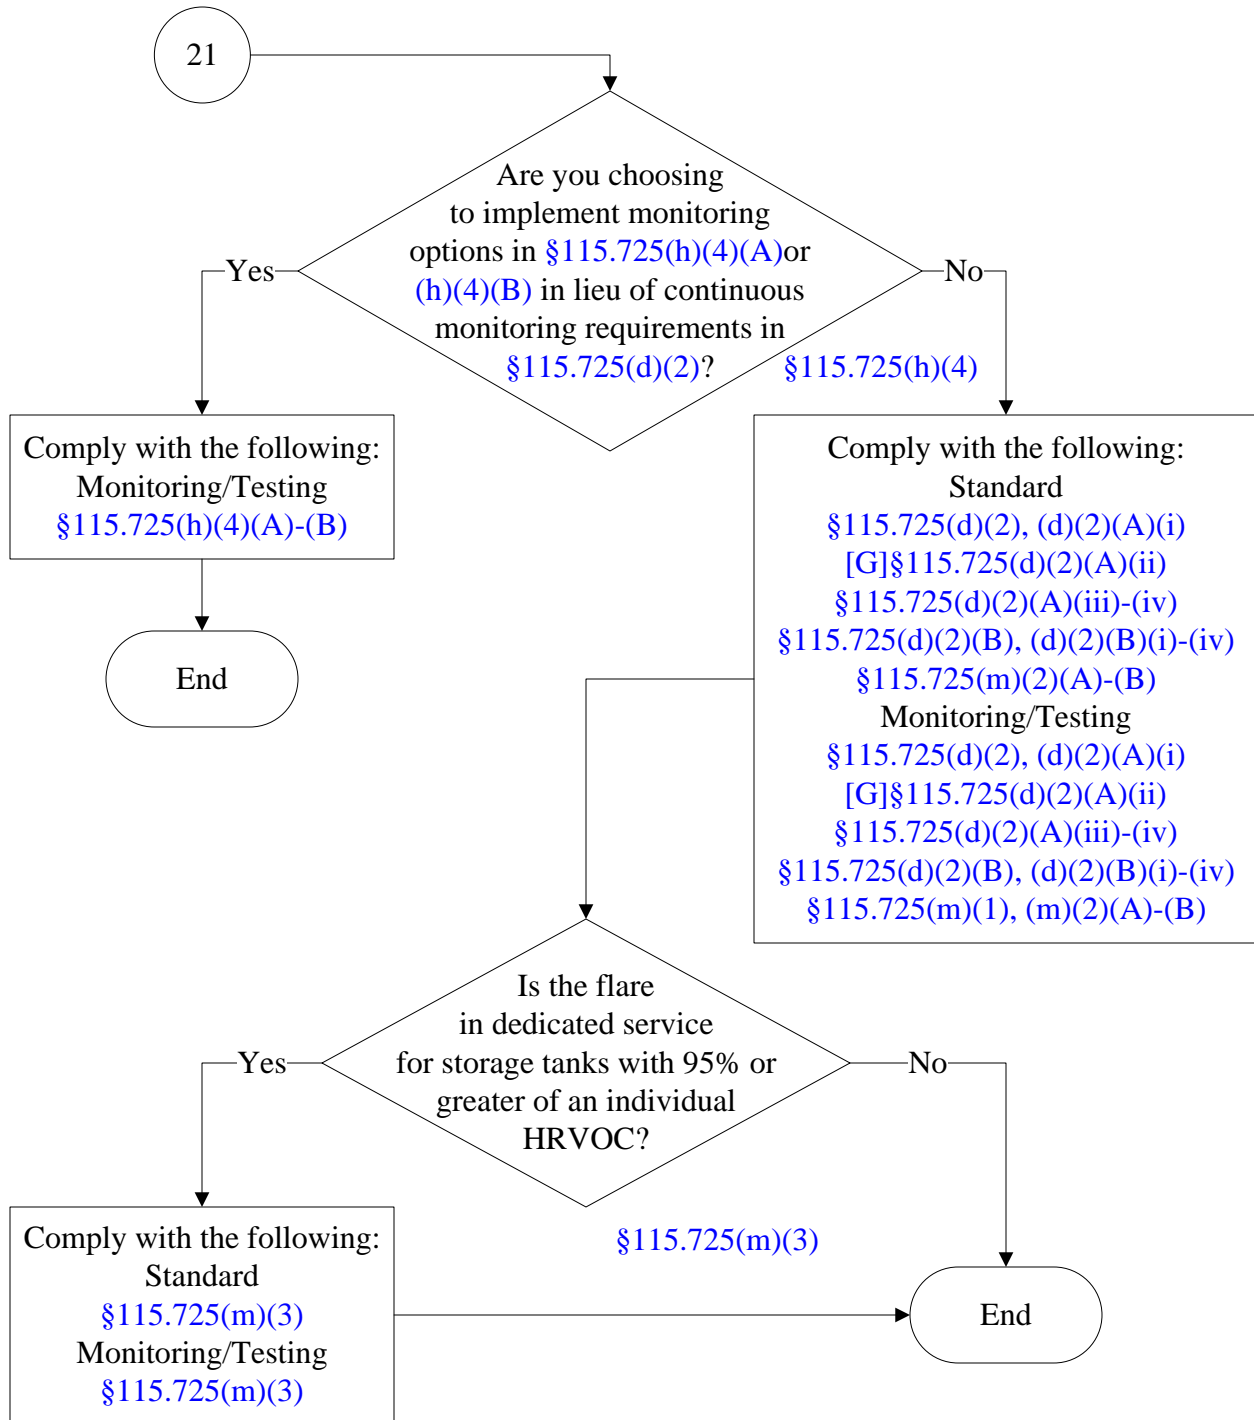 21
Are you choosing
to implement monitoring
options in §115.725(h)(4)(A)or
(h)(4)(B) in lieu of continuous
monitoring requirements in
§115.725(d)(2)?
§115.725(h)(4)
Yes
No
Comply with the following:
Monitoring/Testing
§115.725(h)(4)(A)-(B)
End
Comply with the following:
Standard
§115.725(d)(2), (d)(2)(A)(i)
[G]§115.725(d)(2)(A)(ii)
§115.725(d)(2)(A)(iii)-(iv)
§115.725(d)(2)(B), (d)(2)(B)(i)-(iv)
§115.725(m)(2)(A)-(B)
Monitoring/Testing
§115.725(d)(2), (d)(2)(A)(i)
[G]§115.725(d)(2)(A)(ii)
§115.725(d)(2)(A)(iii)-(iv)
§115.725(d)(2)(B), (d)(2)(B)(i)-(iv)
§115.725(m)(1), (m)(2)(A)-(B)
Is the flare
in dedicated service
for storage tanks with 95% or
greater of an individual
HRVOC?
§115.725(m)(3)
Yes
No
Comply with the following:
Standard
§115.725(m)(3)
Monitoring/Testing
§115.725(m)(3)
End